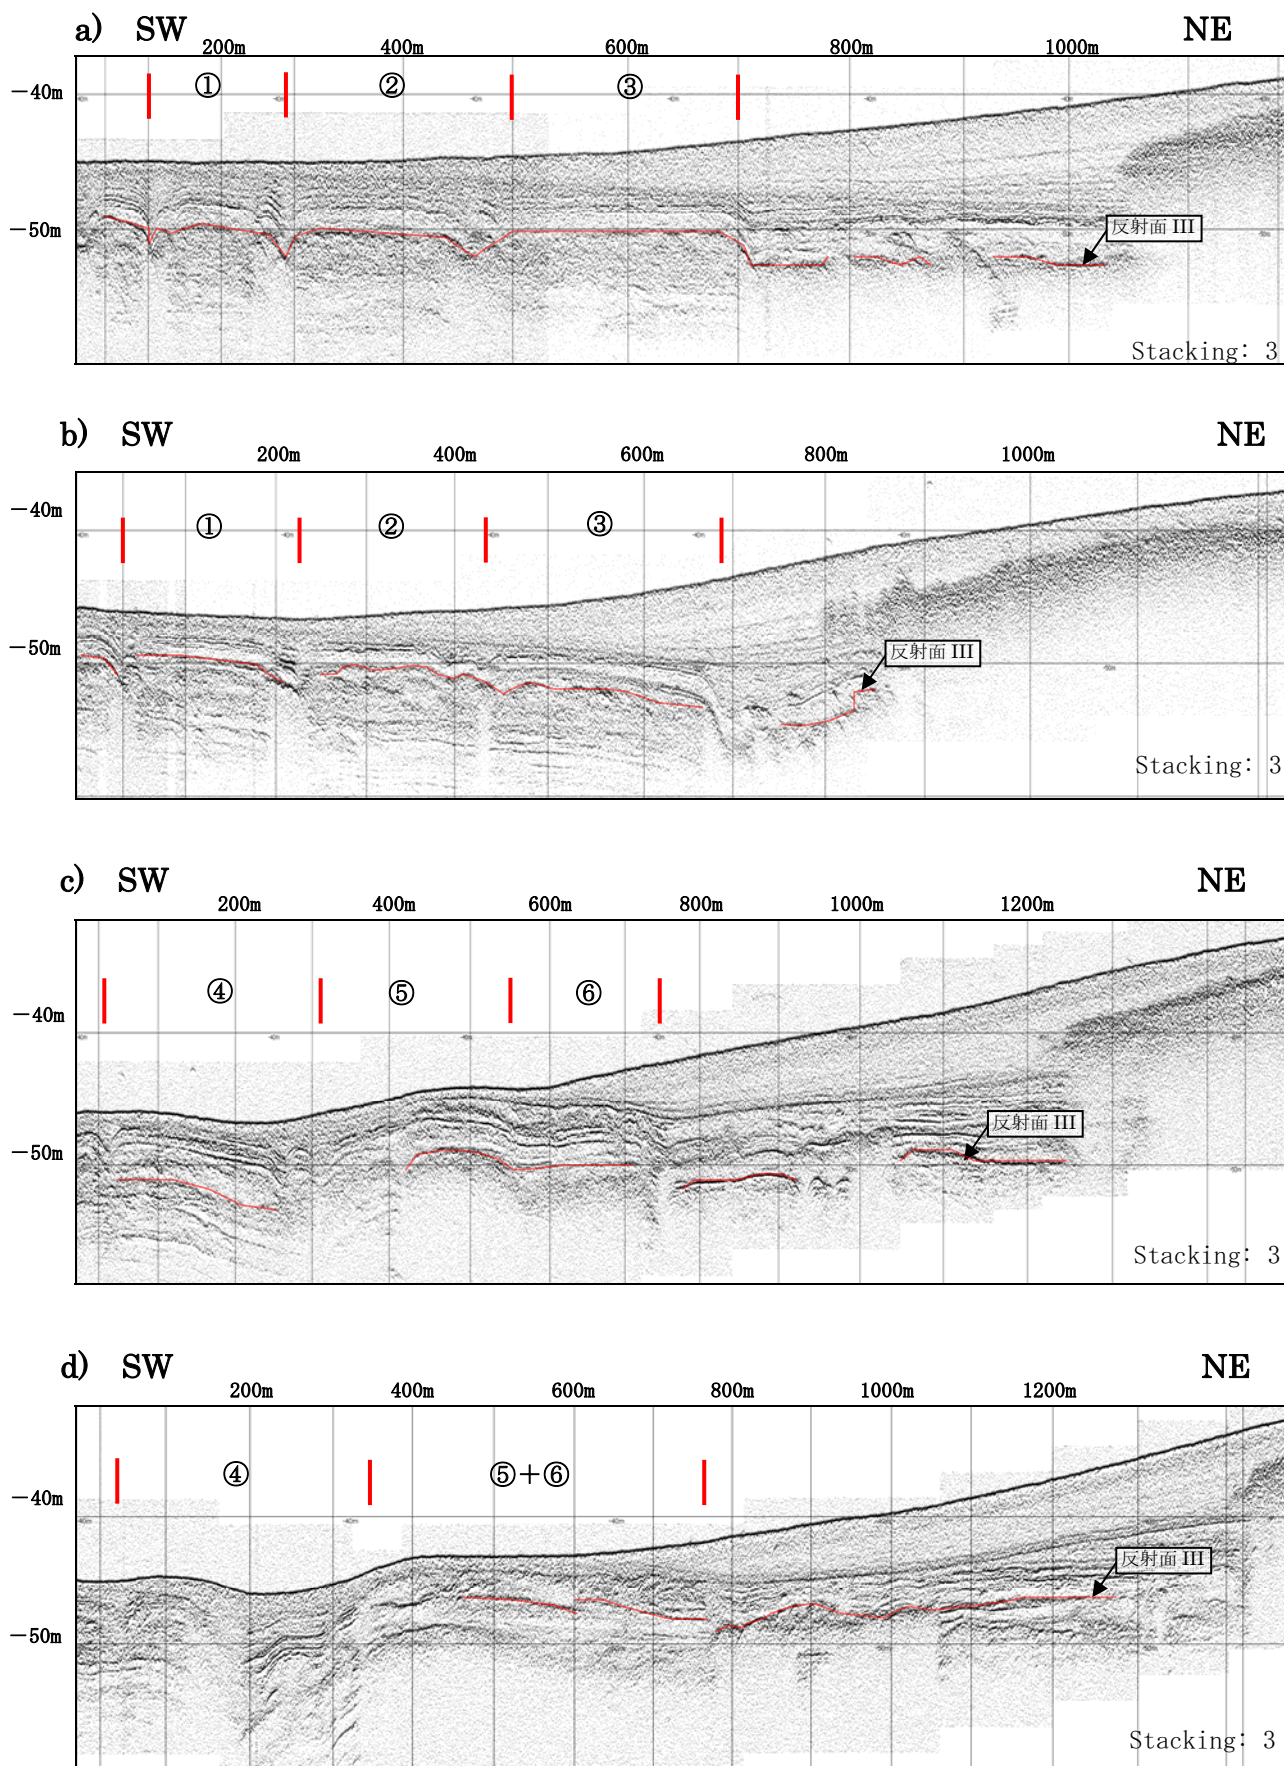 a) SW NE
200m 400m 600m 800m 1000m
① ② ③
−40m
−50m
反射面 III
Stacking: 3
b) SW NE
200m 400m 600m 800m 1000m
−40m
① ② ③
−50m
反射面 III
Stacking: 3
c) SW NE
200m 400m 600m 800m 1000m 1200m
④ ⑤ ⑥
−40m
反射面 III
−50m
Stacking: 3
d) SW NE
200m 400m 600m 800m 1000m 1200m
④ ⑤+⑥
−40m
反射面 III
−50m
Stacking: 3